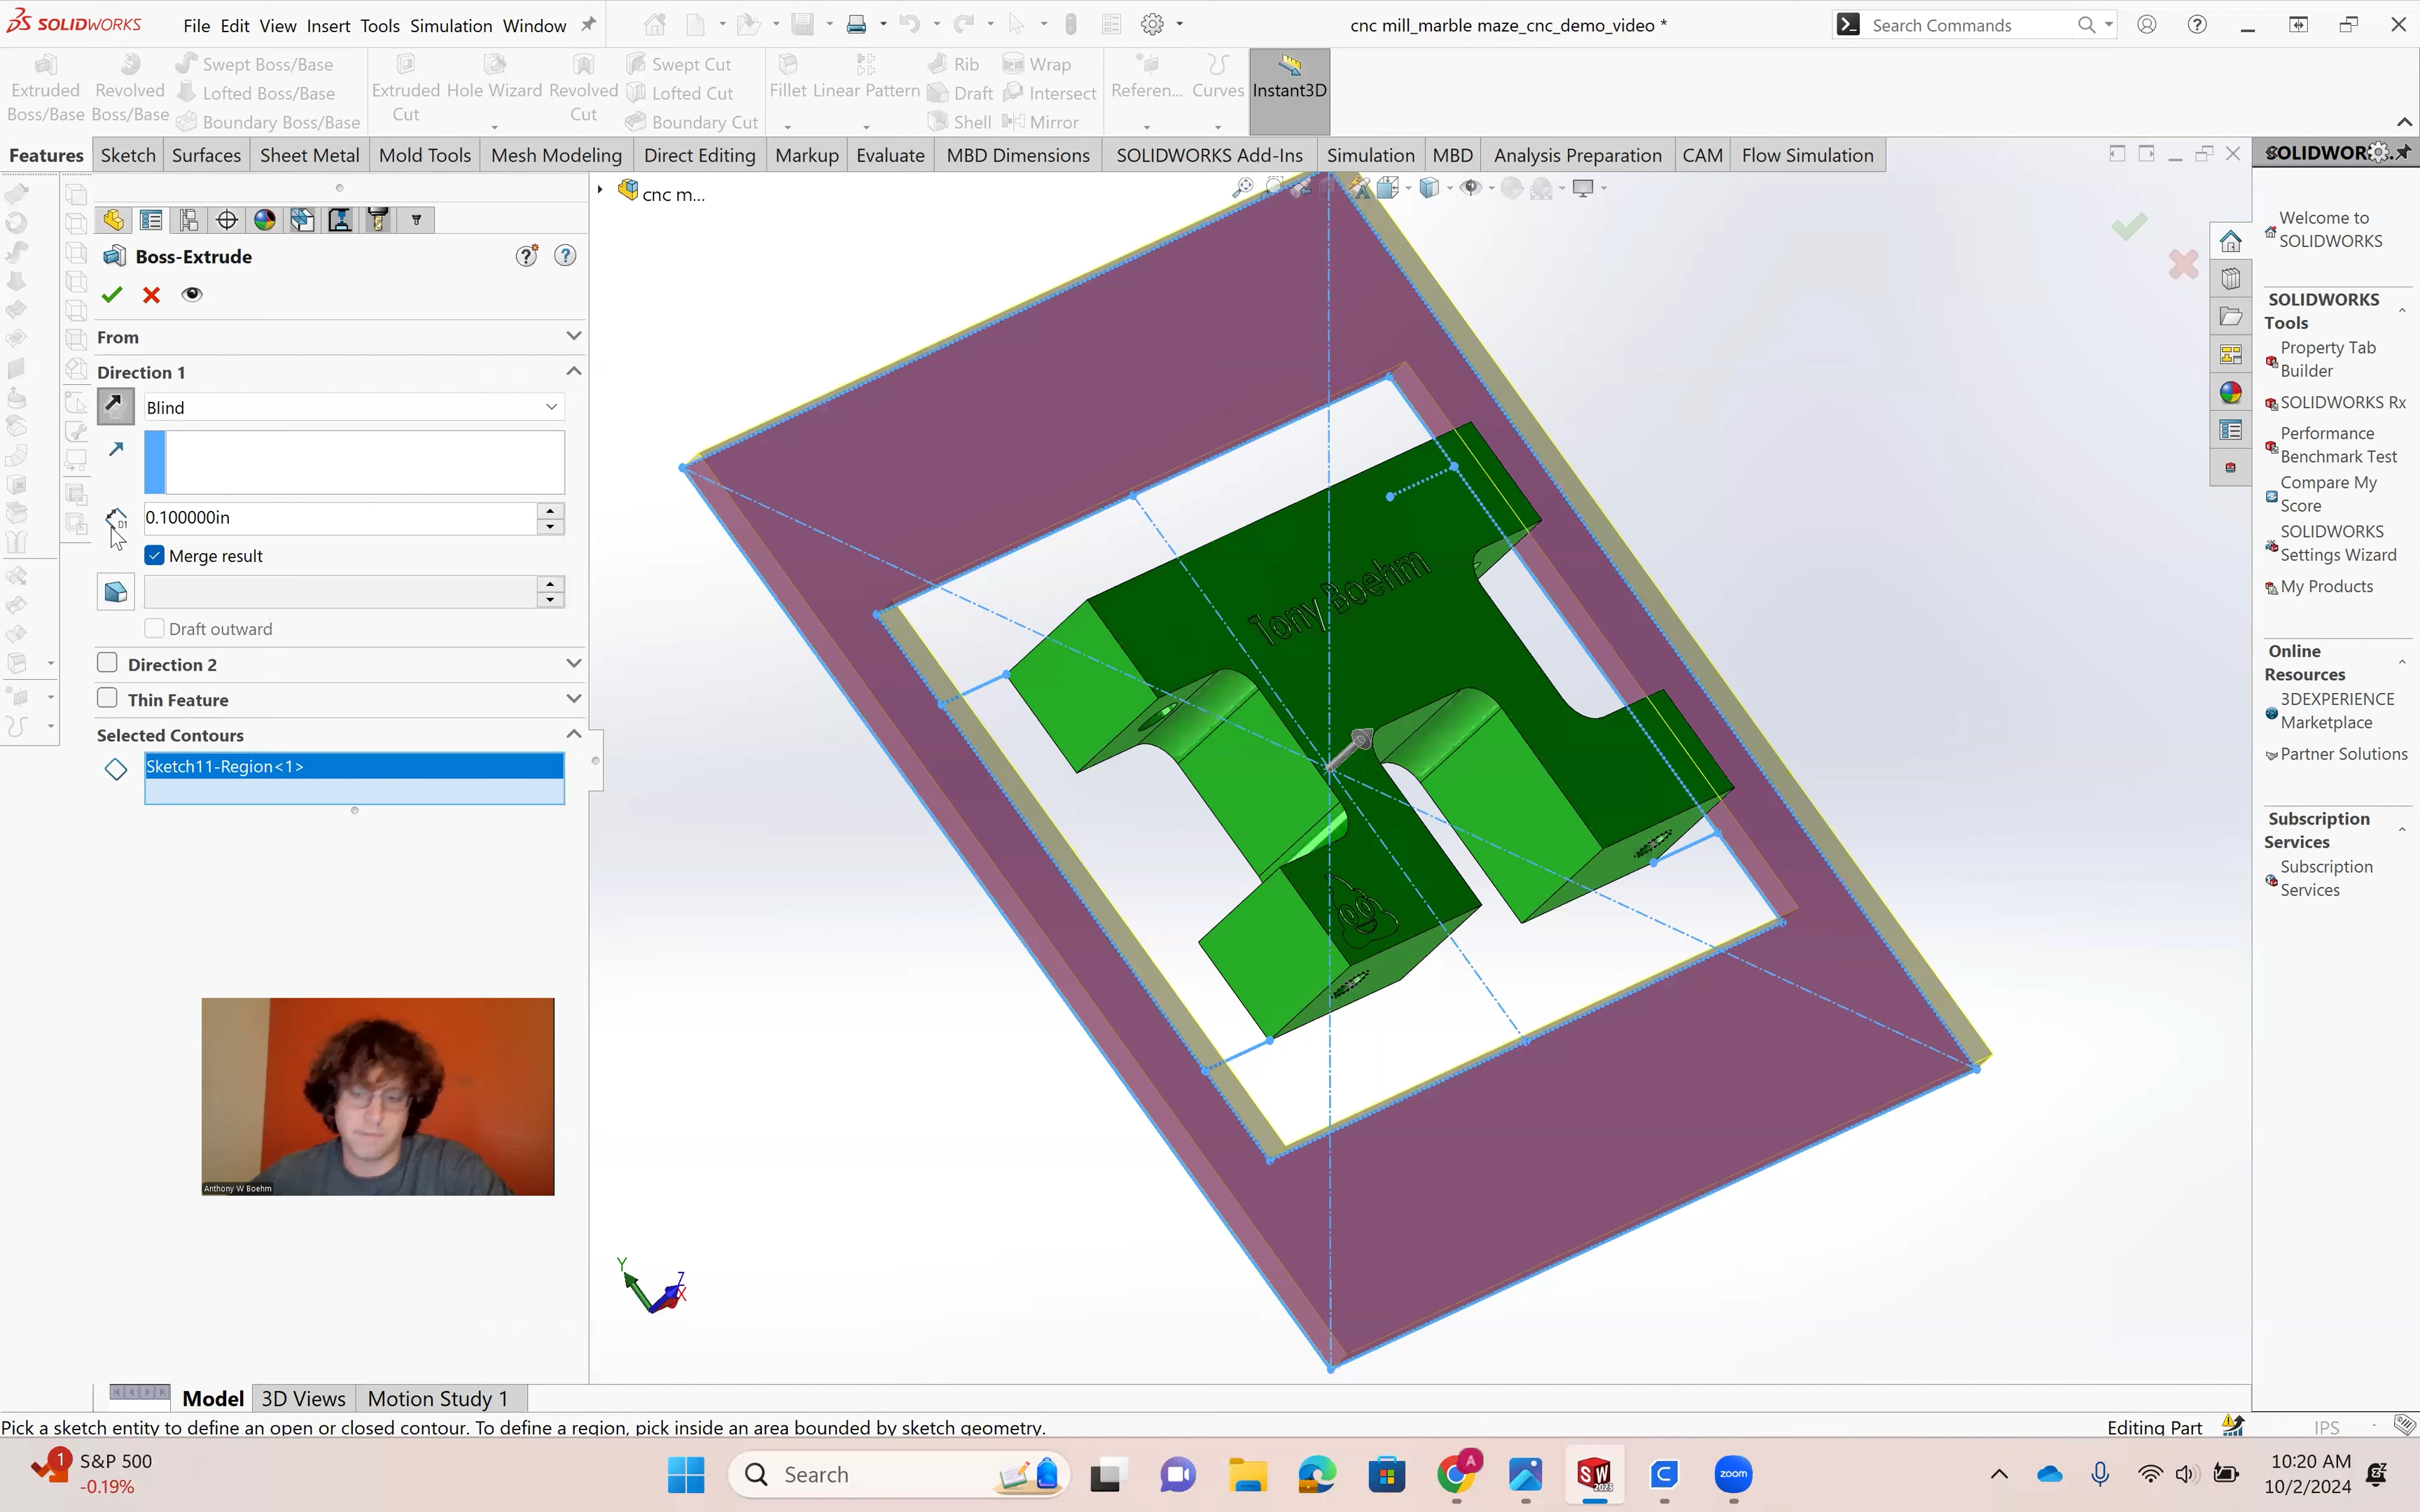 SOLIDWORKS File Edit View Insert Tools Simulation Window
cnc mill_marble maze_cnc_demo_video *
Search Commands
Extruded Boss/Base
Revolved Boss/Base
Swept Boss/Base
Lofted Boss/Base
Boundary Boss/Base
Extruded Cut
Hole Wizard
Revolved Cut
Swept Cut
Lofted Cut
Boundary Cut
Fillet
Linear Pattern
Rib
Draft
Shell
Wrap
Intersect
Mirror
Referen...
Curves
Instant3D
Features Sketch Surfaces Sheet Metal Mold Tools Mesh Modeling Direct Editing Markup Evaluate MBD Dimensions SOLIDWORKS Add-Ins Simulation MBD Analysis Preparation CAM Flow Simulation
cnc m...
Boss-Extrude
From
Direction 1
Blind
D1
0.100000in
Merge result
Draft outward
Direction 2
Thin Feature
Selected Contours
Sketch11-Region<1>
Anthony W Boehm
Tony Boehm
Y
Z
X
SOLIDWOR...
Welcome to
SOLIDWORKS
SOLIDWORKS
Tools
Property Tab
Builder
SOLIDWORKS Rx
Performance
Benchmark Test
Compare My
Score
SOLIDWORKS
Settings Wizard
My Products
Online
Resources
3DEXPERIENCE
Marketplace
Partner Solutions
Subscription
Services
Subscription
Services
Model 3D Views Motion Study 1
Pick a sketch entity to define an open or closed contour. To define a region, pick inside an area bounded by sketch geometry.
Editing Part
IPS
1
S&P 500
-0.19%
Search
A
SW
2023
C
zoom
10:20 AM
10/2/2024